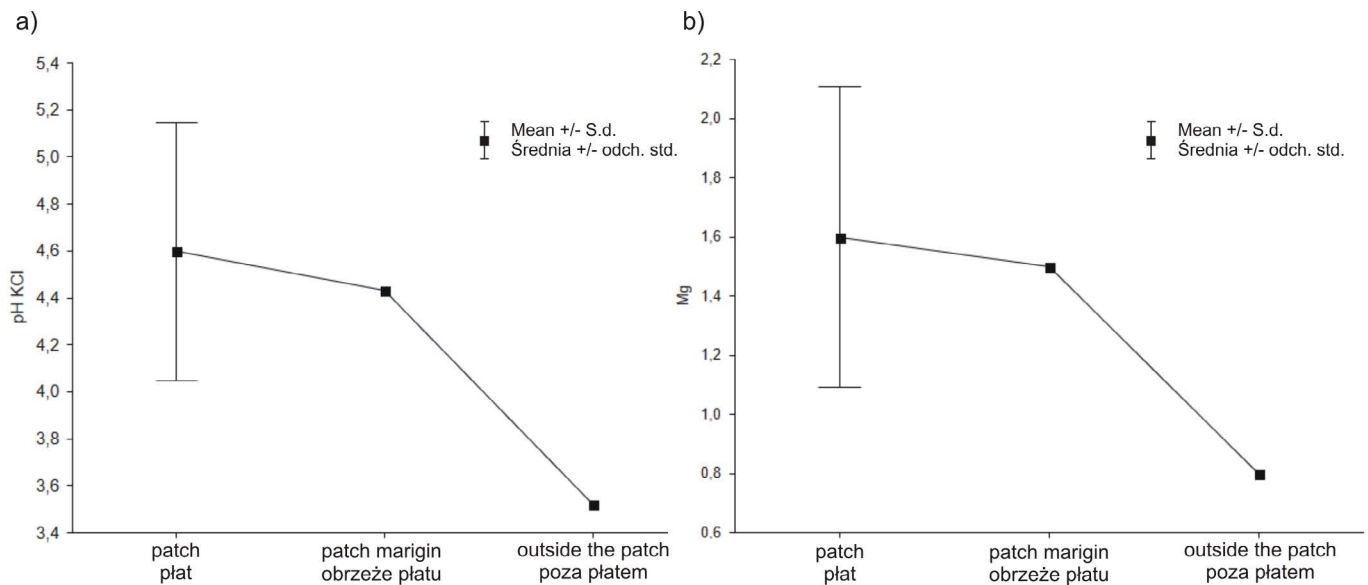 a)
pH KCl
5,4
5,2
5,0
4,8
4,6
4,4
4,2
4,0
3,8
3,6
3,4
Mean +/- S.d.
Średnia +/- odch. std.
patch
płat
patch marigin
obrzeże płatu
outside the patch
poza płatem
b)
Mg
2,2
2,0
1,8
1,6
1,4
1,2
1,0
0,8
0,6
Mean +/- S.d.
Średnia +/- odch. std.
patch
płat
patch marigin
obrzeże płatu
outside the patch
poza płatem